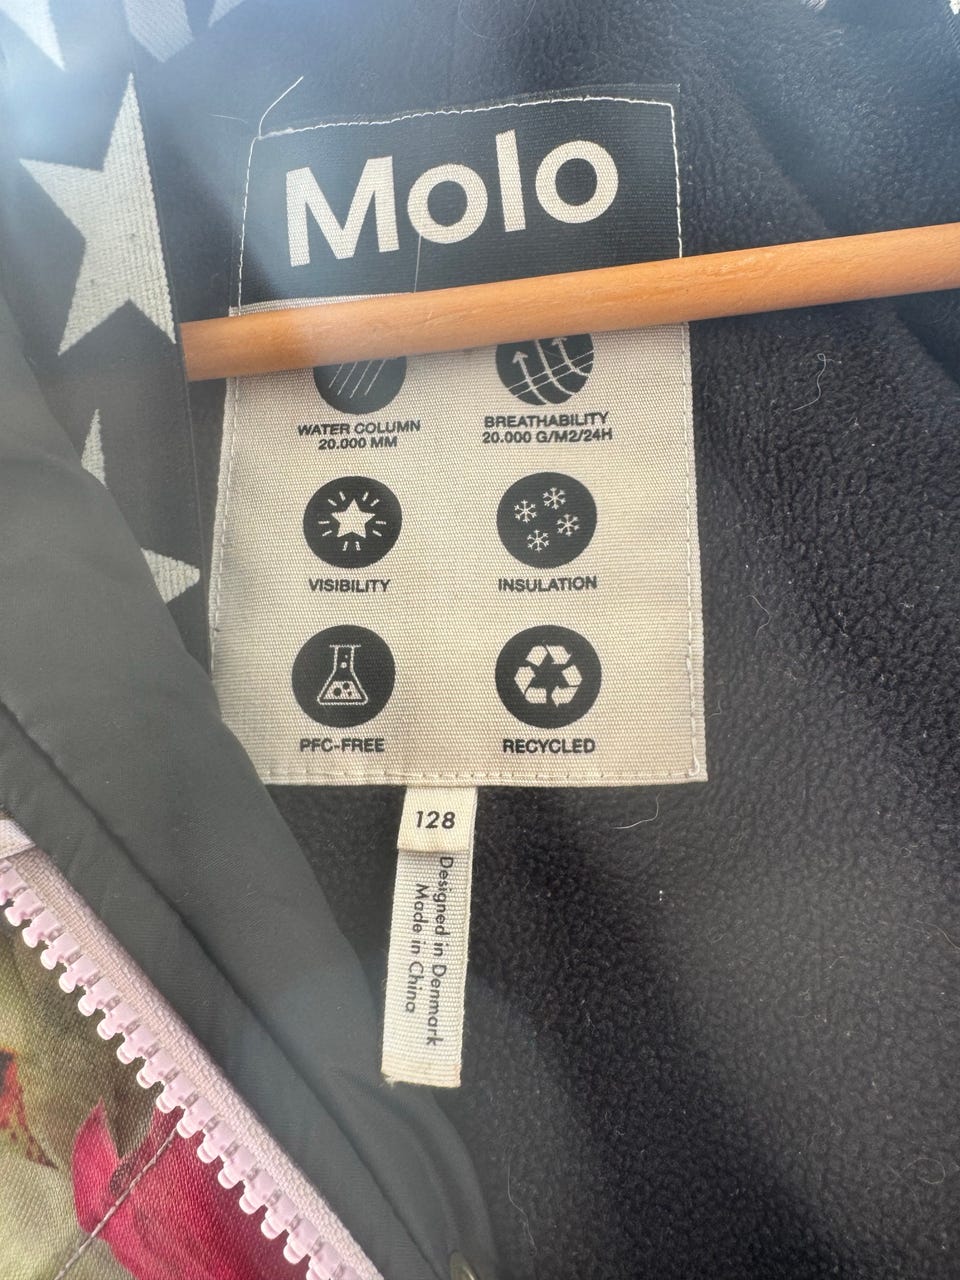 Molo
WATER COLUMN
20.000 MM
BREATHABILITY
20.000 G/M2/24H
VISIBILITY
INSULATION
PFC-FREE
RECYCLED
128
Designed in Denmark
Made in China